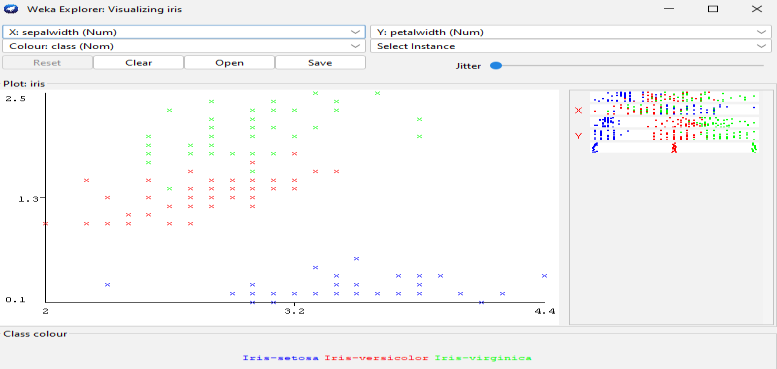 Weka Explorer: Visualizing iris
X: sepalwidth (Num)
Y: petalwidth (Num)
Colour: class (Nom)
Select Instance
Reset Clear Open Save
Jitter
Plot: iris
2.5
1.3
0.1
2 3.2 4.4
X
Y
Class colour
Iris-setosa Iris-versicolor Iris-virginica